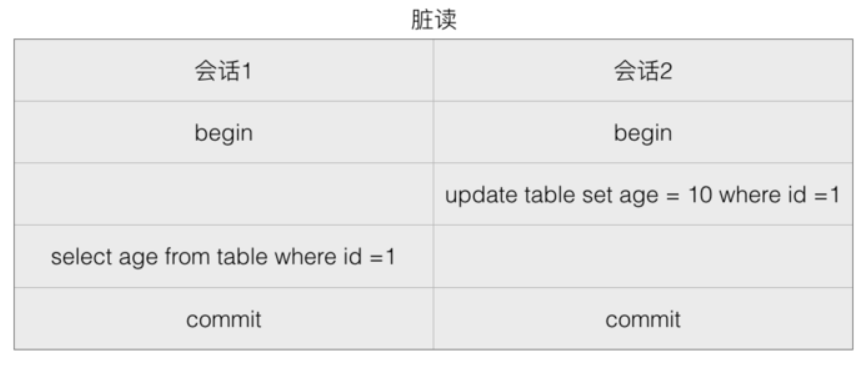 脏读
会话1 会话2
begin begin
update table set age = 10 where id =1
select age from table where id =1
commit commit